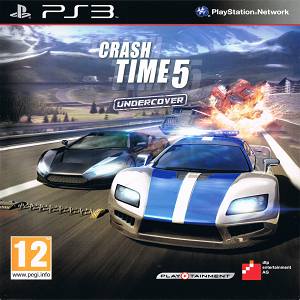 PS3
PlayStation Network
CRASH
TIME 5
UNDERCOVER
12
www.pegi.info
PLAYTAINMENT
dtp
entertainment
AG